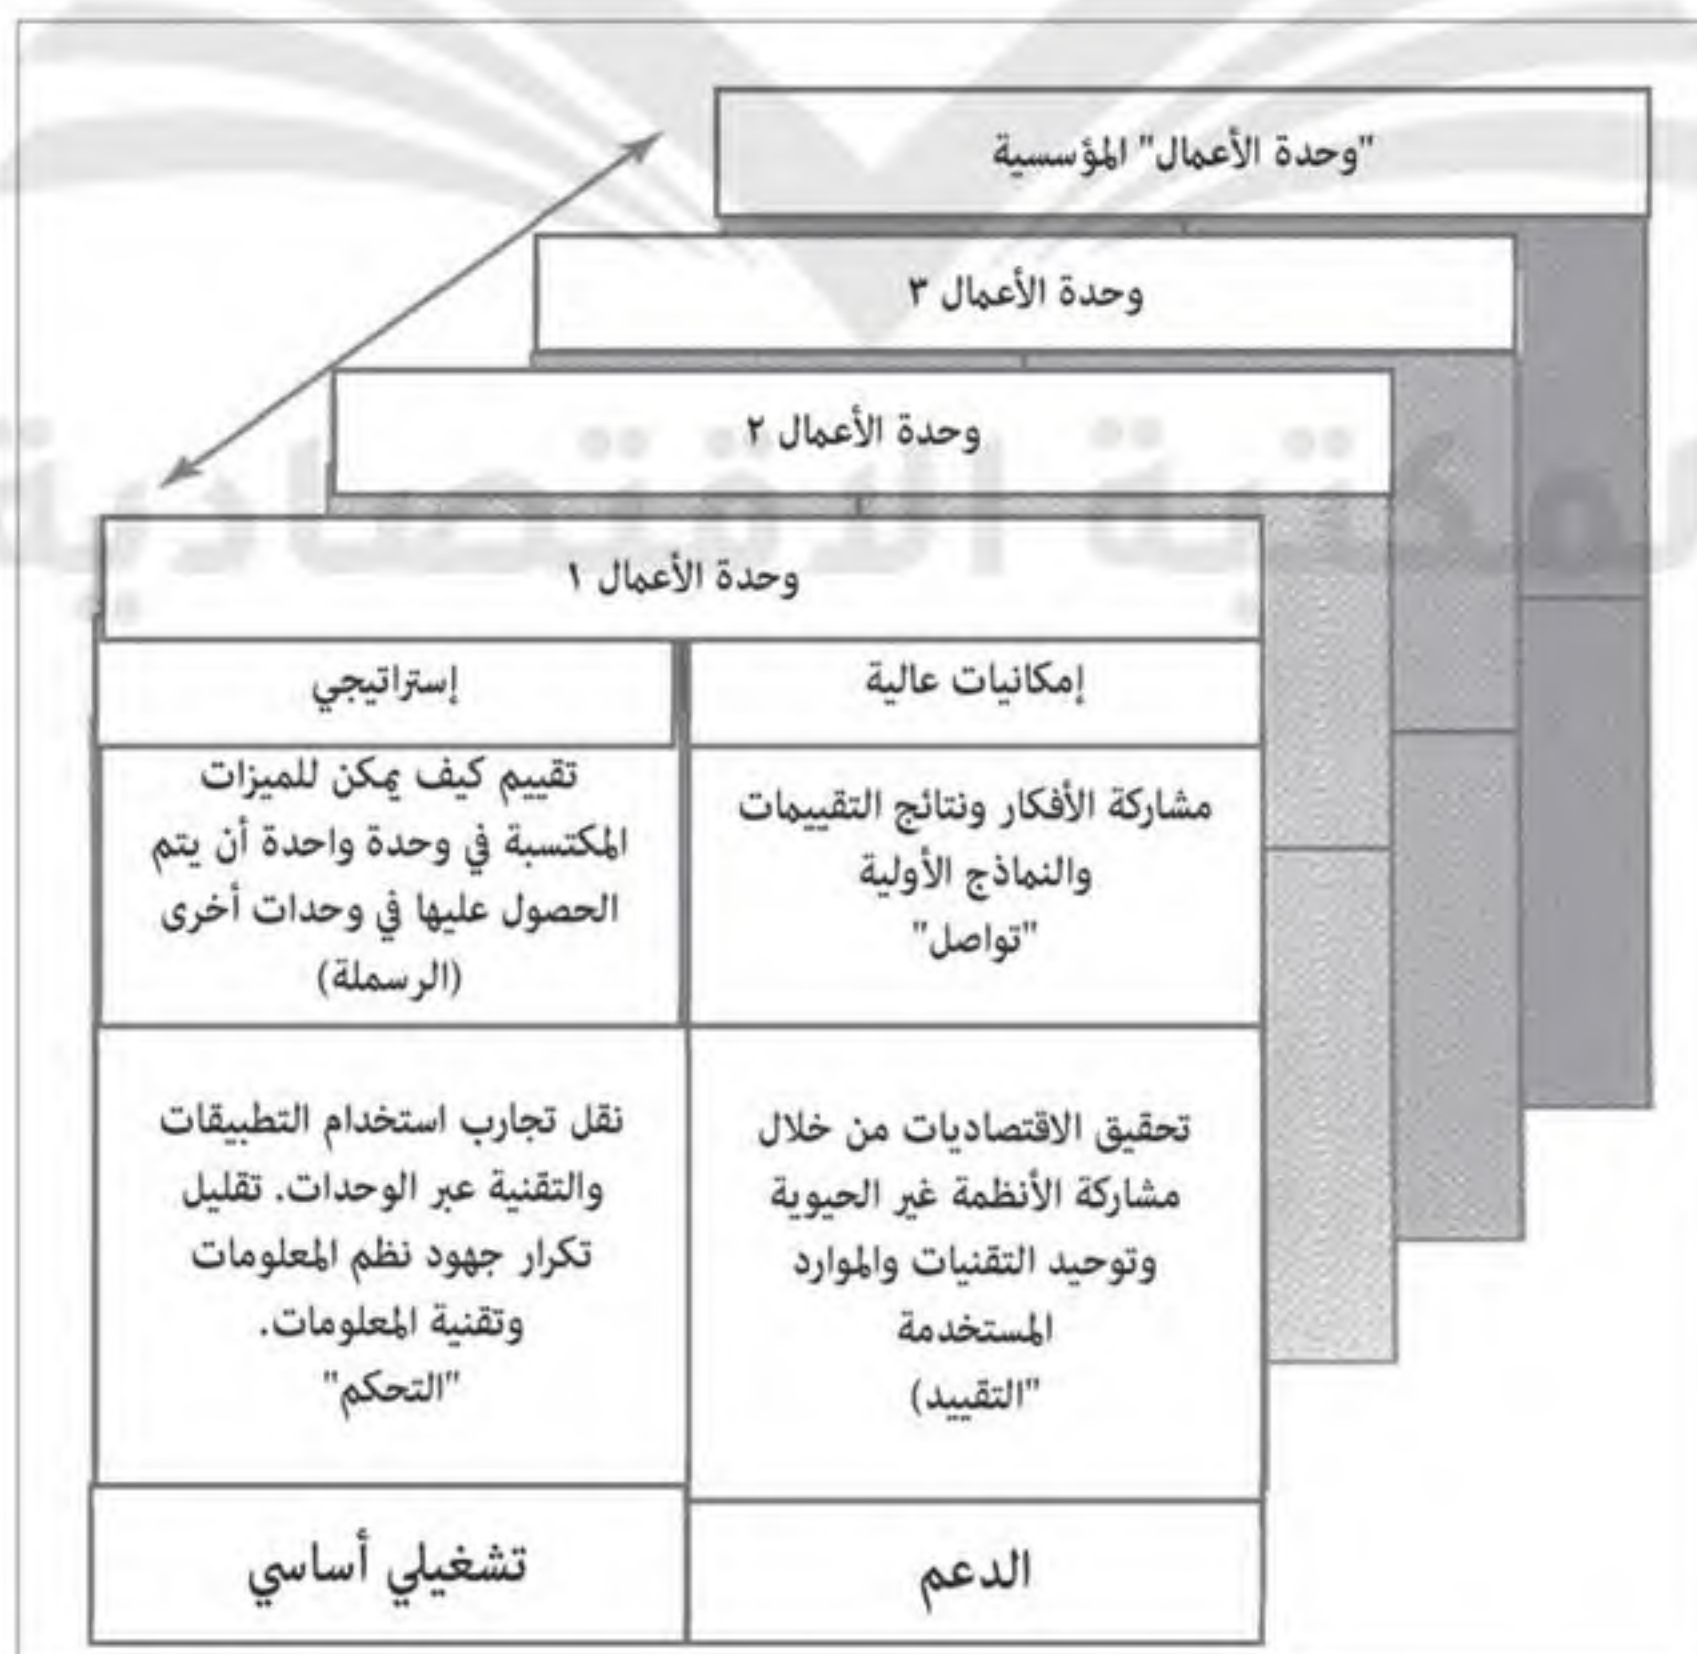 "وحدة الأعمال" المؤسسية
وحدة الأعمال ٣
وحدة الأعمال ٢
وحدة الأعمال ١
إمكانيات عالية
إستراتيجي
مشاركة الأفكار ونتائج التقييمات
والنماذج الأولية
"تواصل"
تقييم كيف يمكن للميزات
المكتسبة في وحدة واحدة أن يتم
الحصول عليها في وحدات أخرى
(الرسملة)
تحقيق الاقتصاديات من خلال
مشاركة الأنظمة غير الحيوية
وتوحيد التقنيات والموارد
المستخدمة
"التقييد)
نقل تجارب استخدام التطبيقات
والتقنية عبر الوحدات. تقليل
تكرار جهود نظم المعلومات
وتقنية المعلومات.
"التحكم"
الدعم
تشغيلي أساسي
لمكتبة الاقتصادية